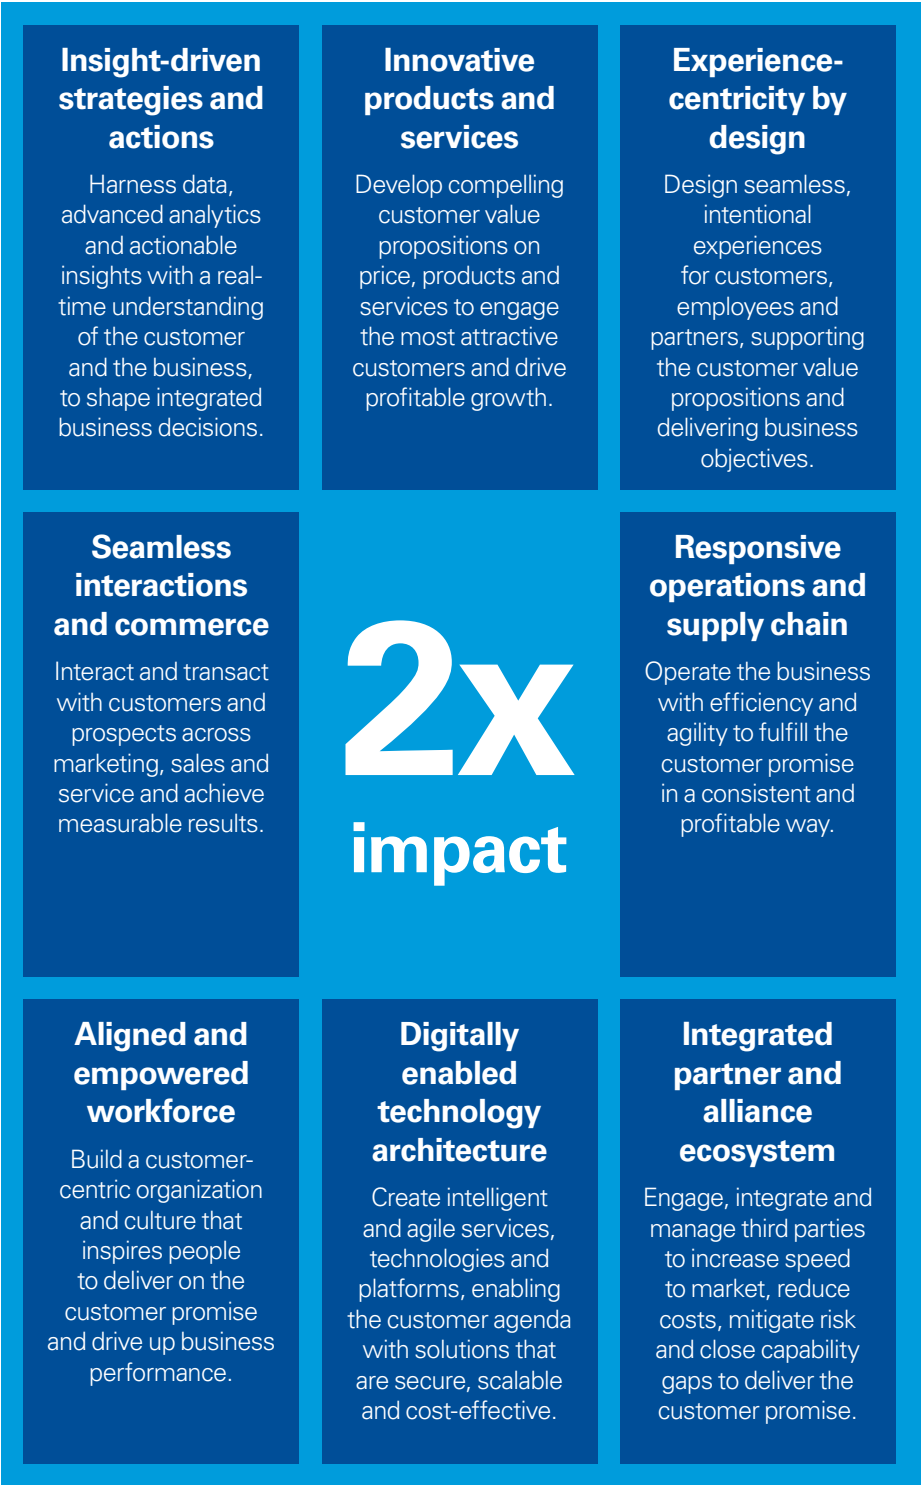 Insight-driven
strategies and
actions
Harness data,
advanced analytics
and actionable
insights with a real-
time understanding
of the customer
and the business,
to shape integrated
business decisions.
Innovative
products and
services
Develop compelling
customer value
propositions on
price, products and
services to engage
the most attractive
customers and drive
profitable growth.
Experience-
centricity by
design
Design seamless,
intentional
experiences
for customers,
employees and
partners, supporting
the customer value
propositions and
delivering business
objectives.
Seamless
interactions
and commerce
Interact and transact
with customers and
prospects across
marketing, sales and
service and achieve
measurable results.
2x
impact
Responsive
operations and
supply chain
Operate the business
with efficiency and
agility to fulfill the
customer promise
in a consistent and
profitable way.
Aligned and
empowered
workforce
Build a customer-
centric organization
and culture that
inspires people
to deliver on the
customer promise
and drive up business
performance.
Digitally
enabled
technology
architecture
Create intelligent
and agile services,
technologies and
platforms, enabling
the customer agenda
with solutions that
are secure, scalable
and cost-effective.
Integrated
partner and
alliance
ecosystem
Engage, integrate and
manage third parties
to increase speed
to market, reduce
costs, mitigate risk
and close capability
gaps to deliver the
customer promise.